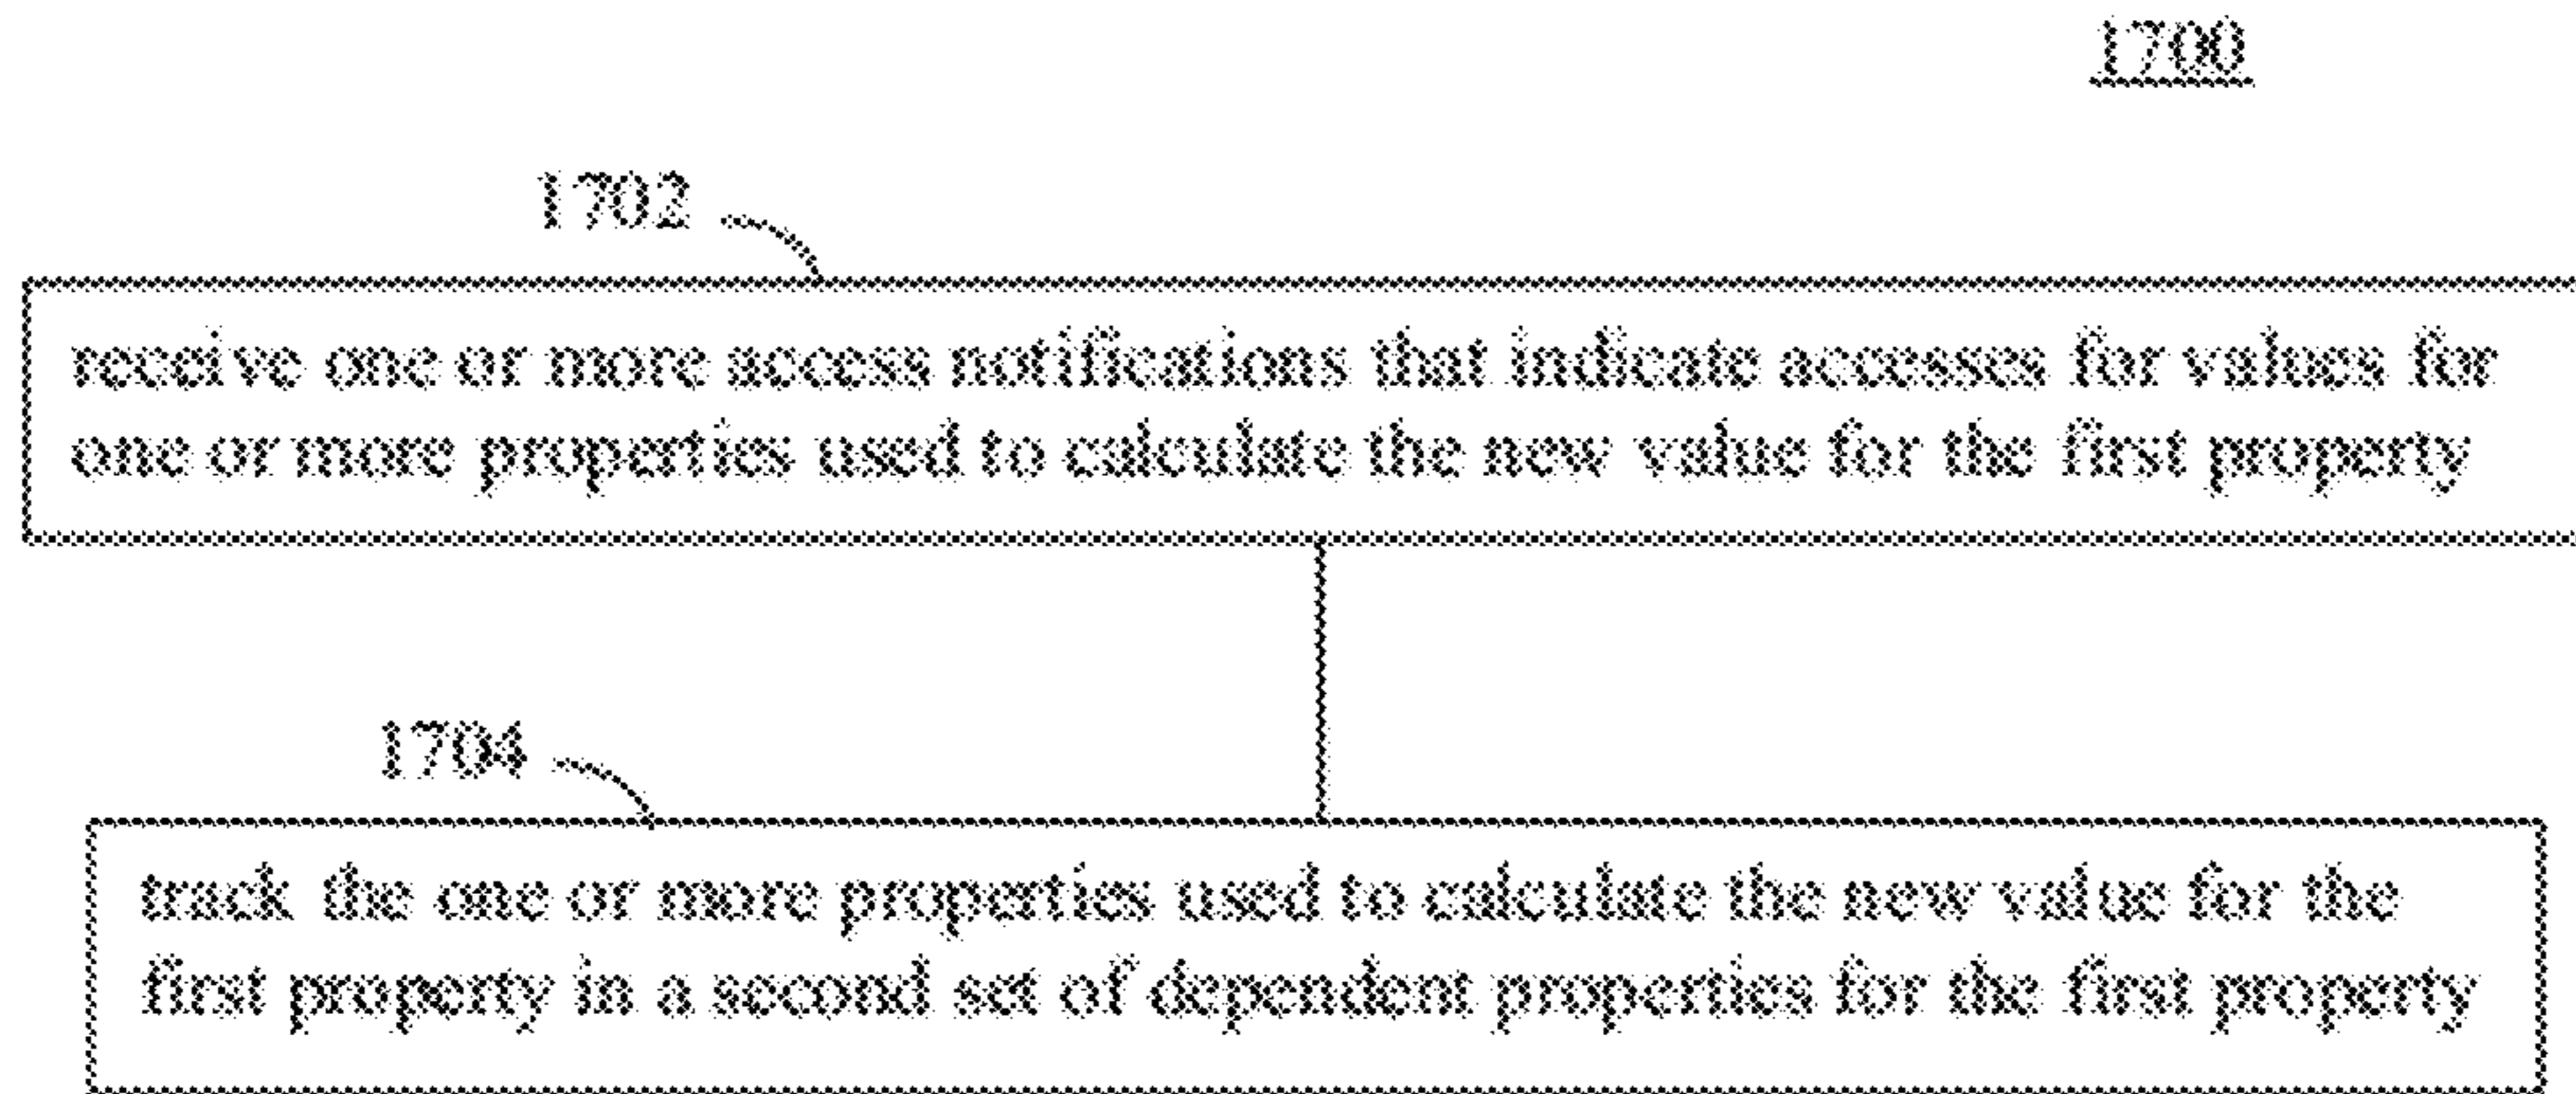 1700
1702
receive one or more access notifications that indicate accesses for values for
one or more properties used to calculate the new value for the first property
1704
track the one or more properties used to calculate the new value for the
first property in a second set of dependent properties for the first property